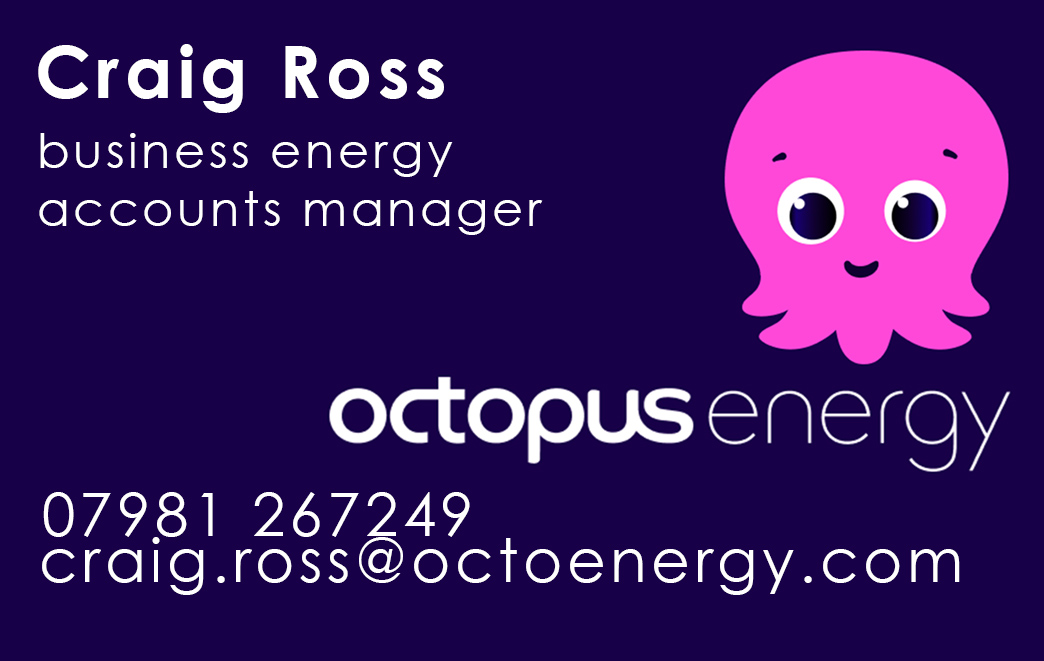 Craig Ross
business energy
accounts manager
octopus energy
07981 267249
craig.ross@octoenergy.com